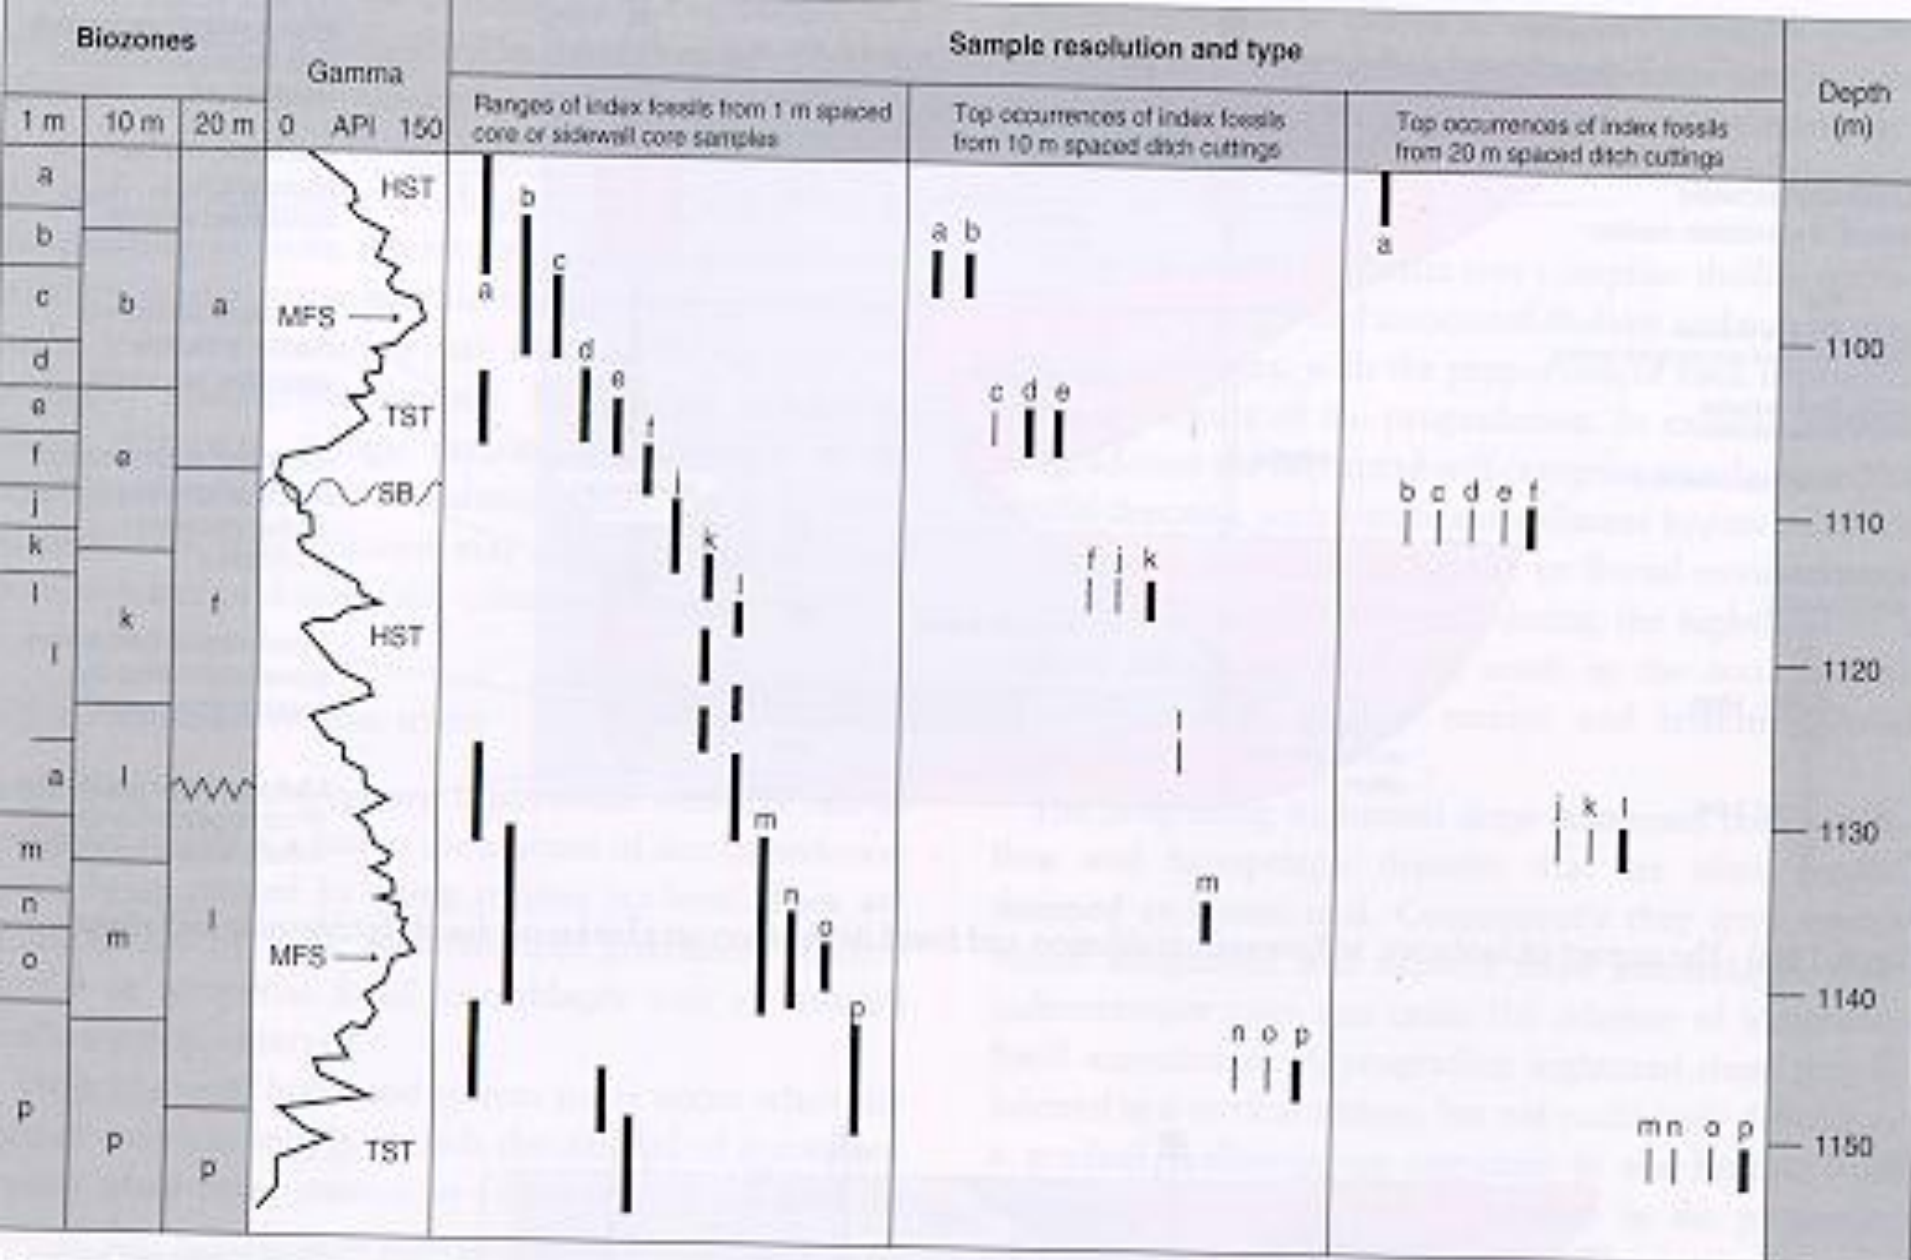 Biozones
Gamma
Sample resolution and type
Depth
(m)
1 m
10 m
20 m
0 API 150
Ranges of index fossils from 1 m spaced
core or sidewall core samples
Top occurrences of index fossils
from 10 m spaced ditch cuttings
Top occurrences of index fossils
from 20 m spaced ditch cuttings
a
b
c
d
e
f
j
k
l
l
a
m
n
o
p
b
e
k
l
m
p
a
f
l
p
HST
MFS
TST
SB
HST
MFS
TST
a
b
c
d
e
f
j
k
l
m
n
o
p
a b
c d e
f j k
l
m
n o p
a
b c d e f
j k l
m n o p
1100
1110
1120
1130
1140
1150